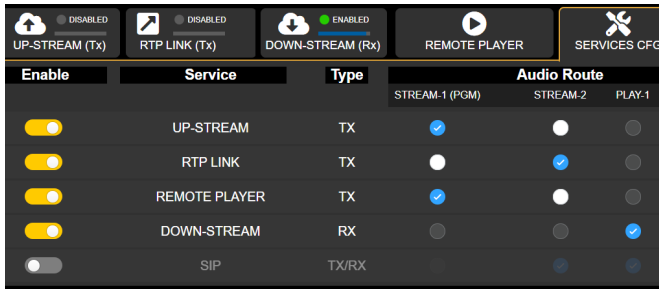 DISABLED DISABLED ENABLED
UP-STREAM (Tx) RTP LINK (Tx) DOWN-STREAM (Rx) REMOTE PLAYER SERVICES CFG
Enable Service Type Audio Route
STREAM-1 (PGM) STREAM-2 PLAY-1
UP-STREAM TX
RTP LINK TX
REMOTE PLAYER TX
DOWN-STREAM RX
SIP TX/RX